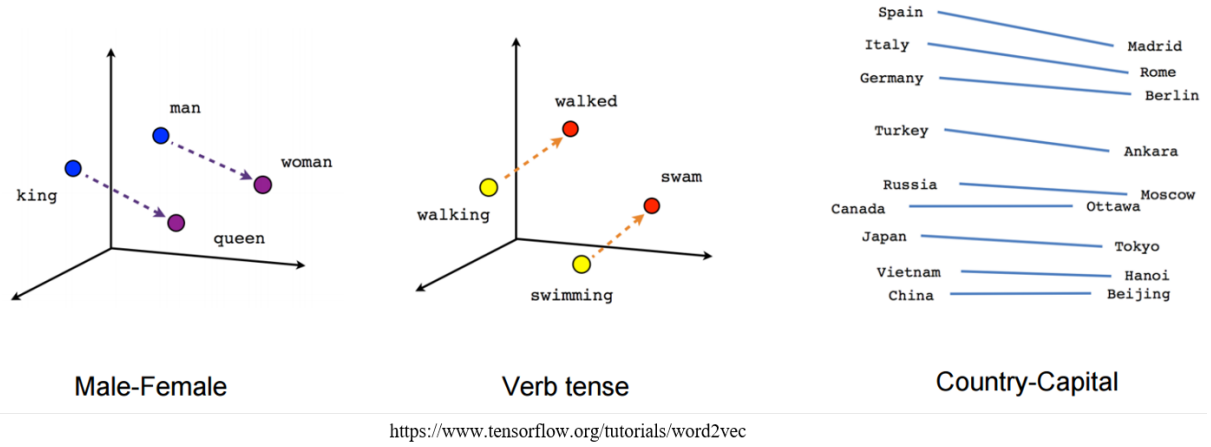 man
woman
king
queen
Male-Female
walked
swam
walking
swimming
Verb tense
Spain
Madrid
Italy
Rome
Germany
Berlin
Turkey
Ankara
Russia
Moscow
Canada
Ottawa
Japan
Tokyo
Vietnam
Hanoi
China
Beijing
Country-Capital
https://www.tensorflow.org/tutorials/word2vec